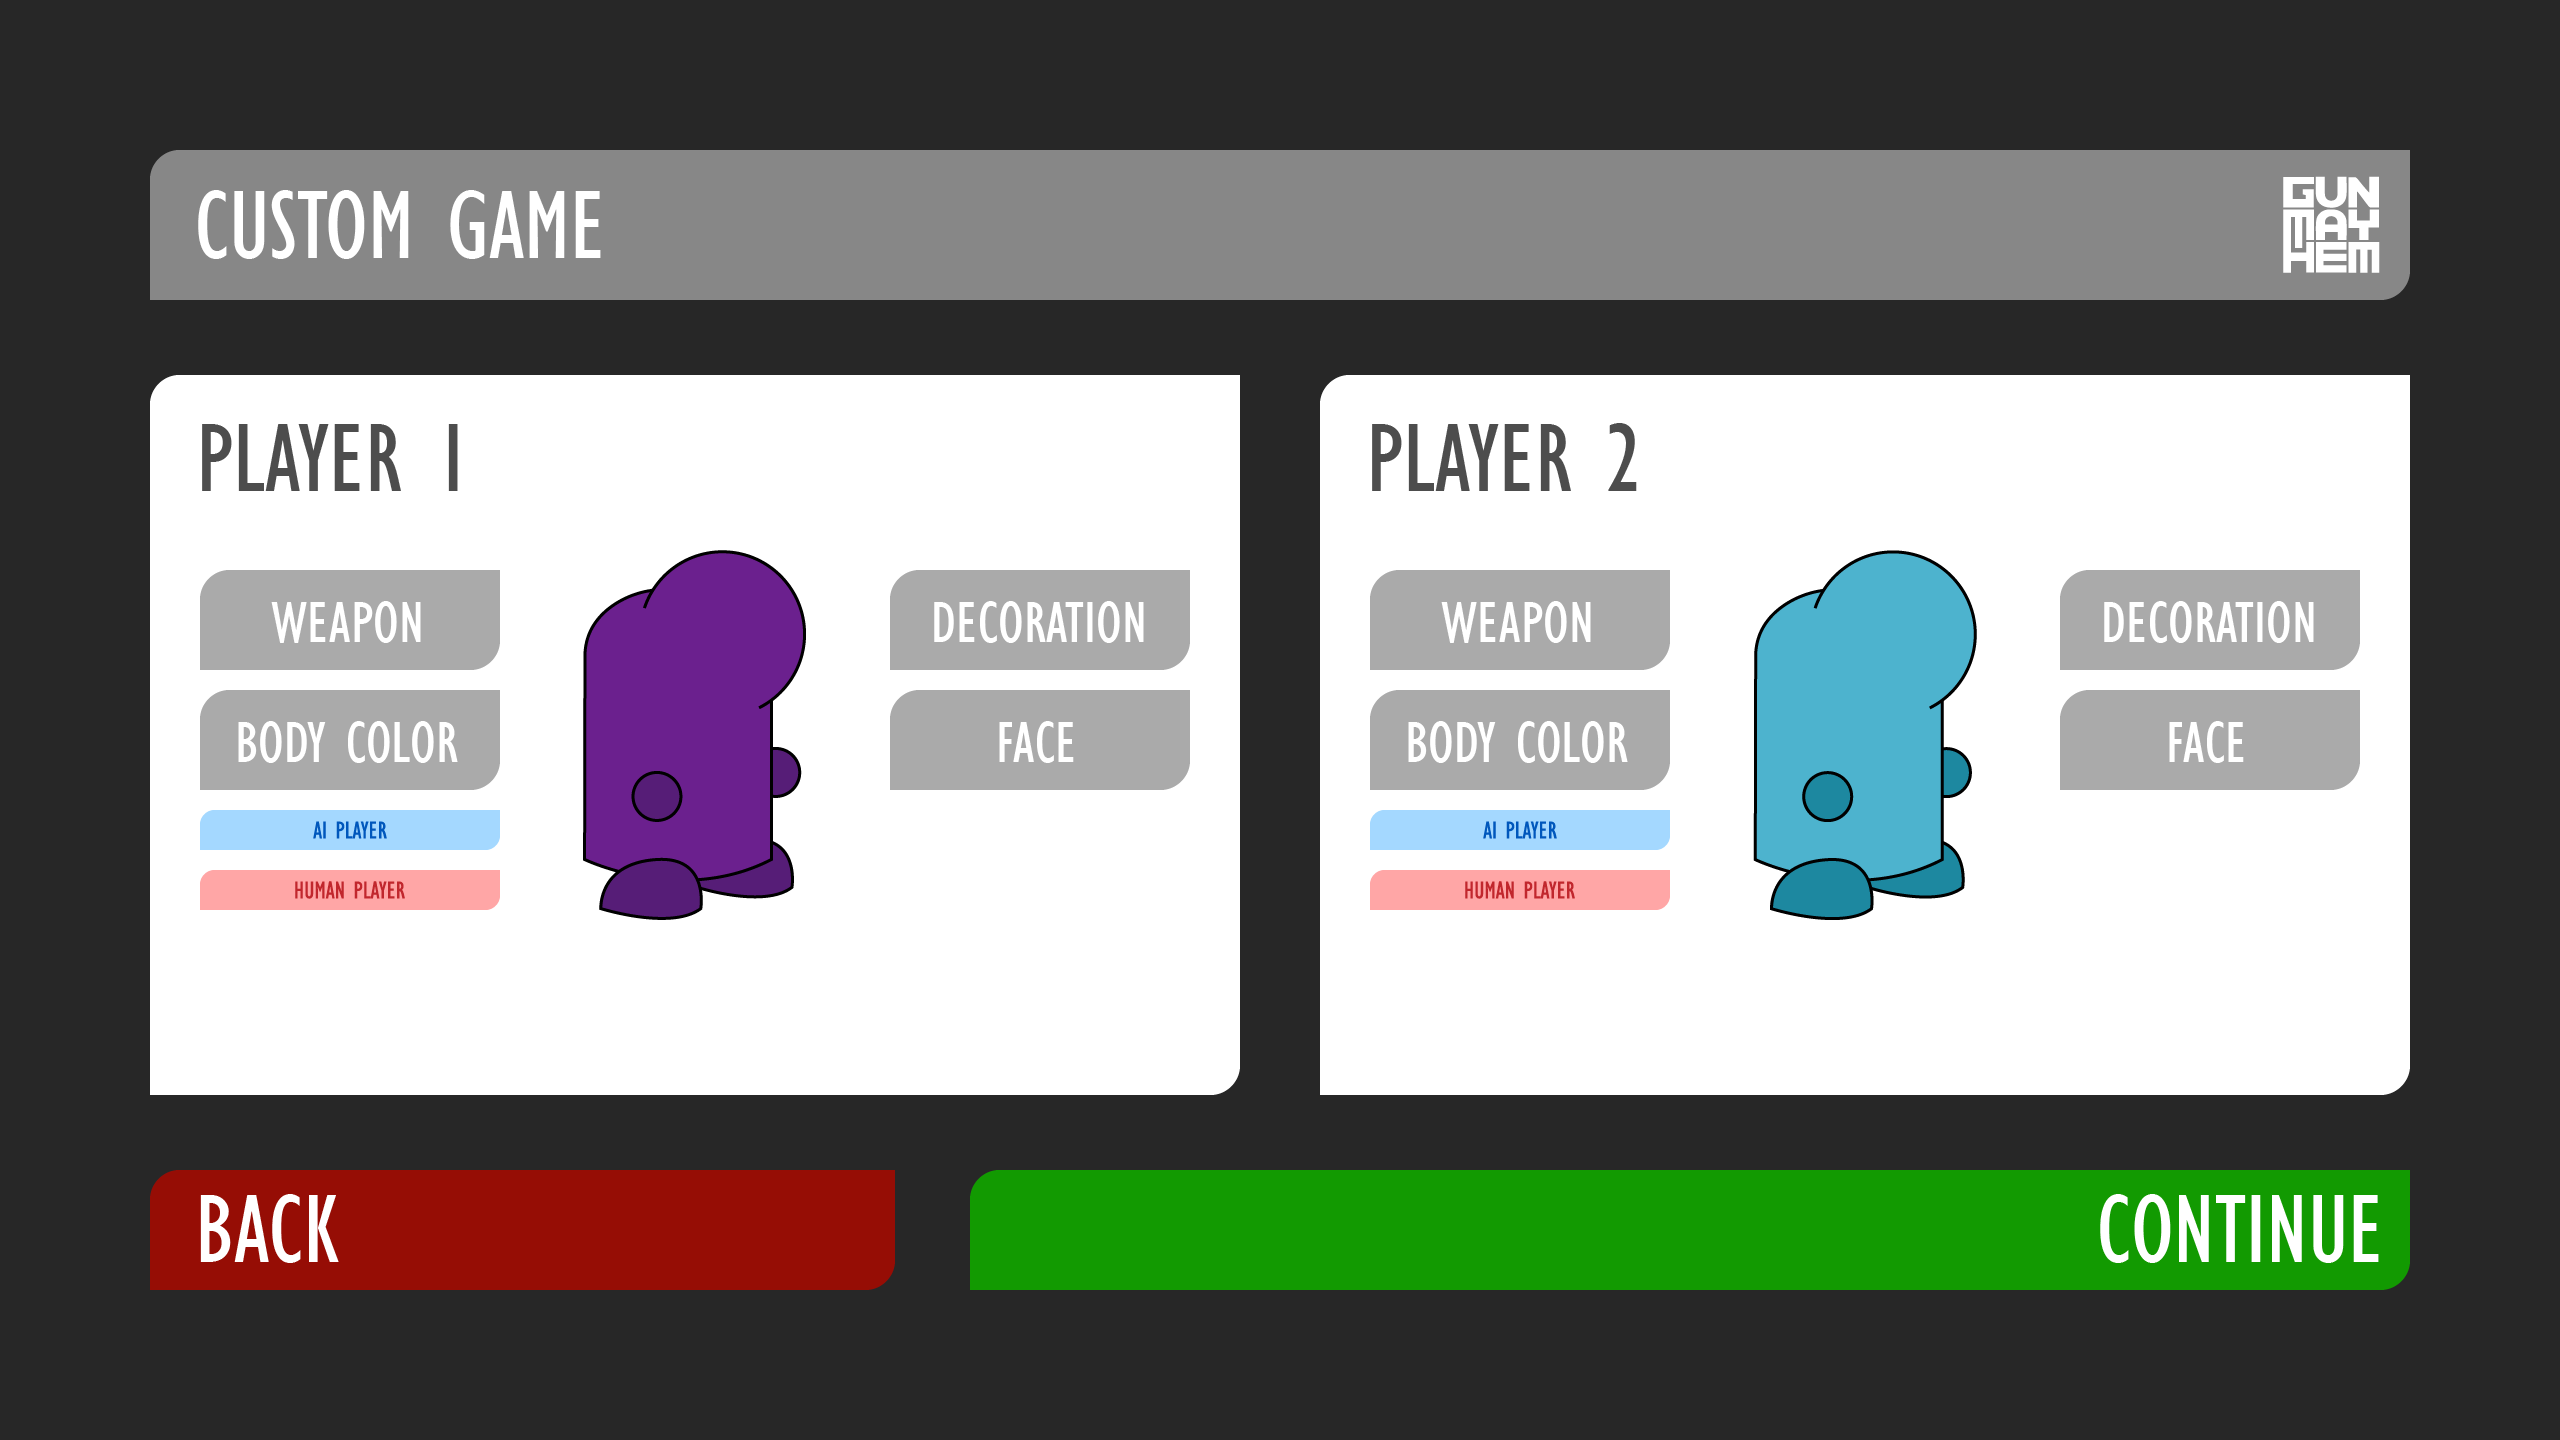 CUSTOM GAME
GUN
MAY
HEM
PLAYER 1
WEAPON
DECORATION
BODY COLOR
FACE
AI PLAYER
HUMAN PLAYER
PLAYER 2
WEAPON
DECORATION
BODY COLOR
FACE
AI PLAYER
HUMAN PLAYER
BACK
CONTINUE